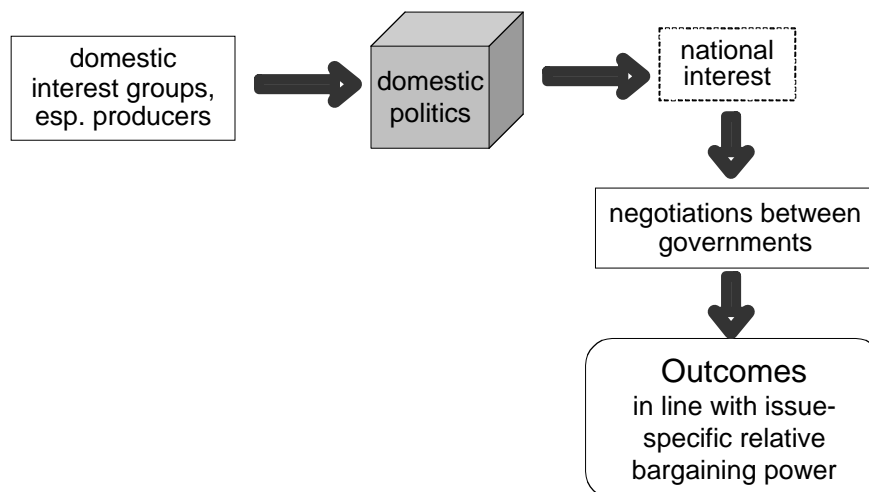 domestic
interest groups,
esp. producers
domestic
politics
national
interest
negotiations between
governments
Outcomes
in line with issue-
specific relative
bargaining power